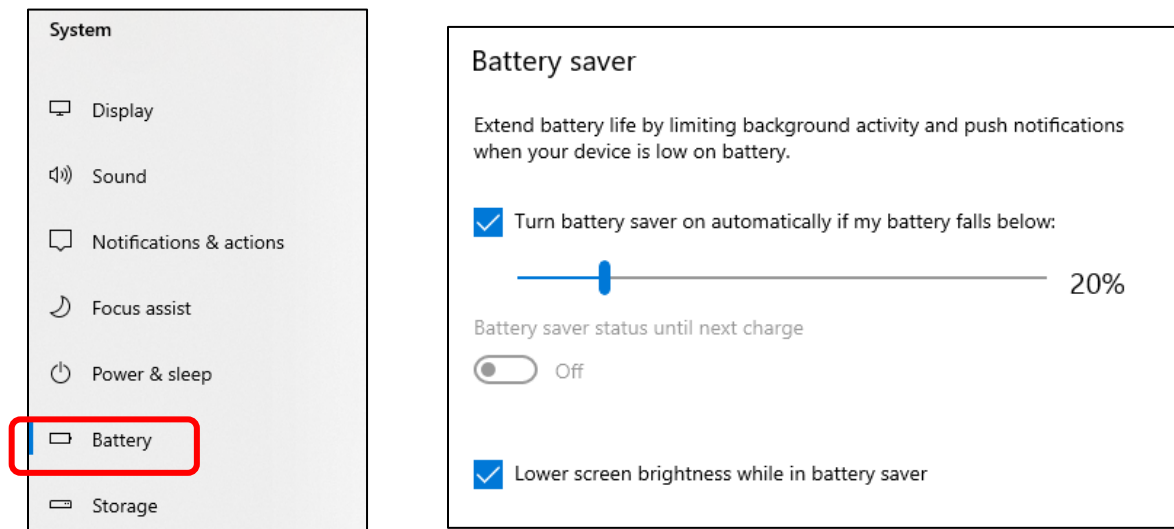 System
Display
Sound
Notifications & actions
Focus assist
Power & sleep
Battery
Storage
Battery saver
Extend battery life by limiting background activity and push notifications
when your device is low on battery.
Turn battery saver on automatically if my battery falls below:
20%
Battery saver status until next charge
Off
Lower screen brightness while in battery saver